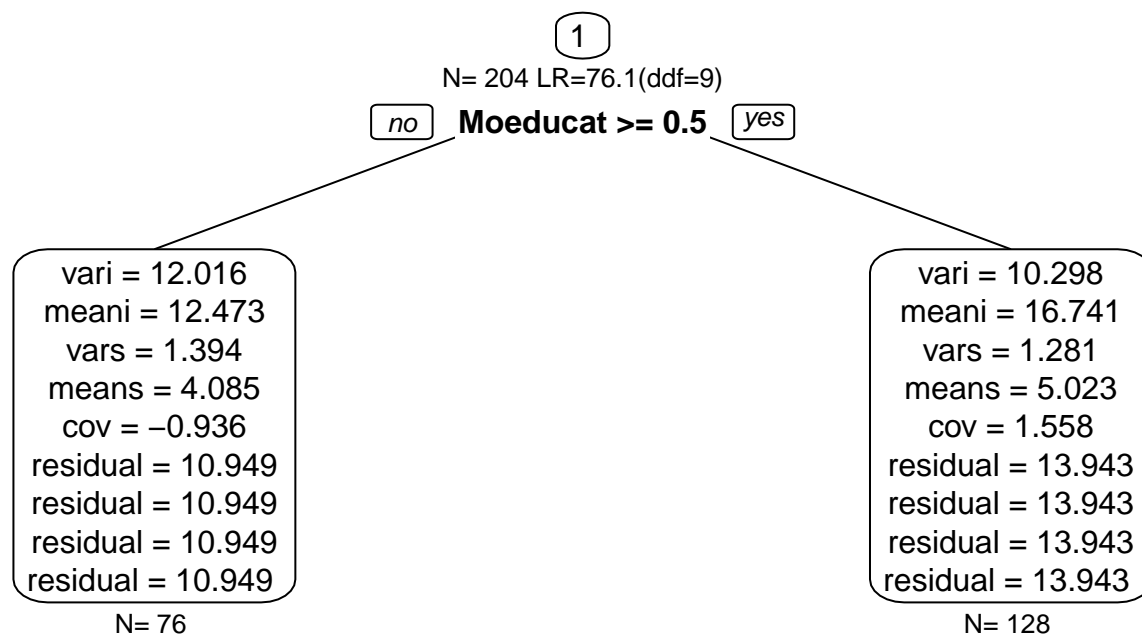 1
N= 204 LR=76.1(ddf=9)
no Moeducat >= 0.5 yes
vari = 12.016
meani = 12.473
vars = 1.394
means = 4.085
cov = −0.936
residual = 10.949
residual = 10.949
residual = 10.949
residual = 10.949
N= 76
vari = 10.298
meani = 16.741
vars = 1.281
means = 5.023
cov = 1.558
residual = 13.943
residual = 13.943
residual = 13.943
residual = 13.943
N= 128